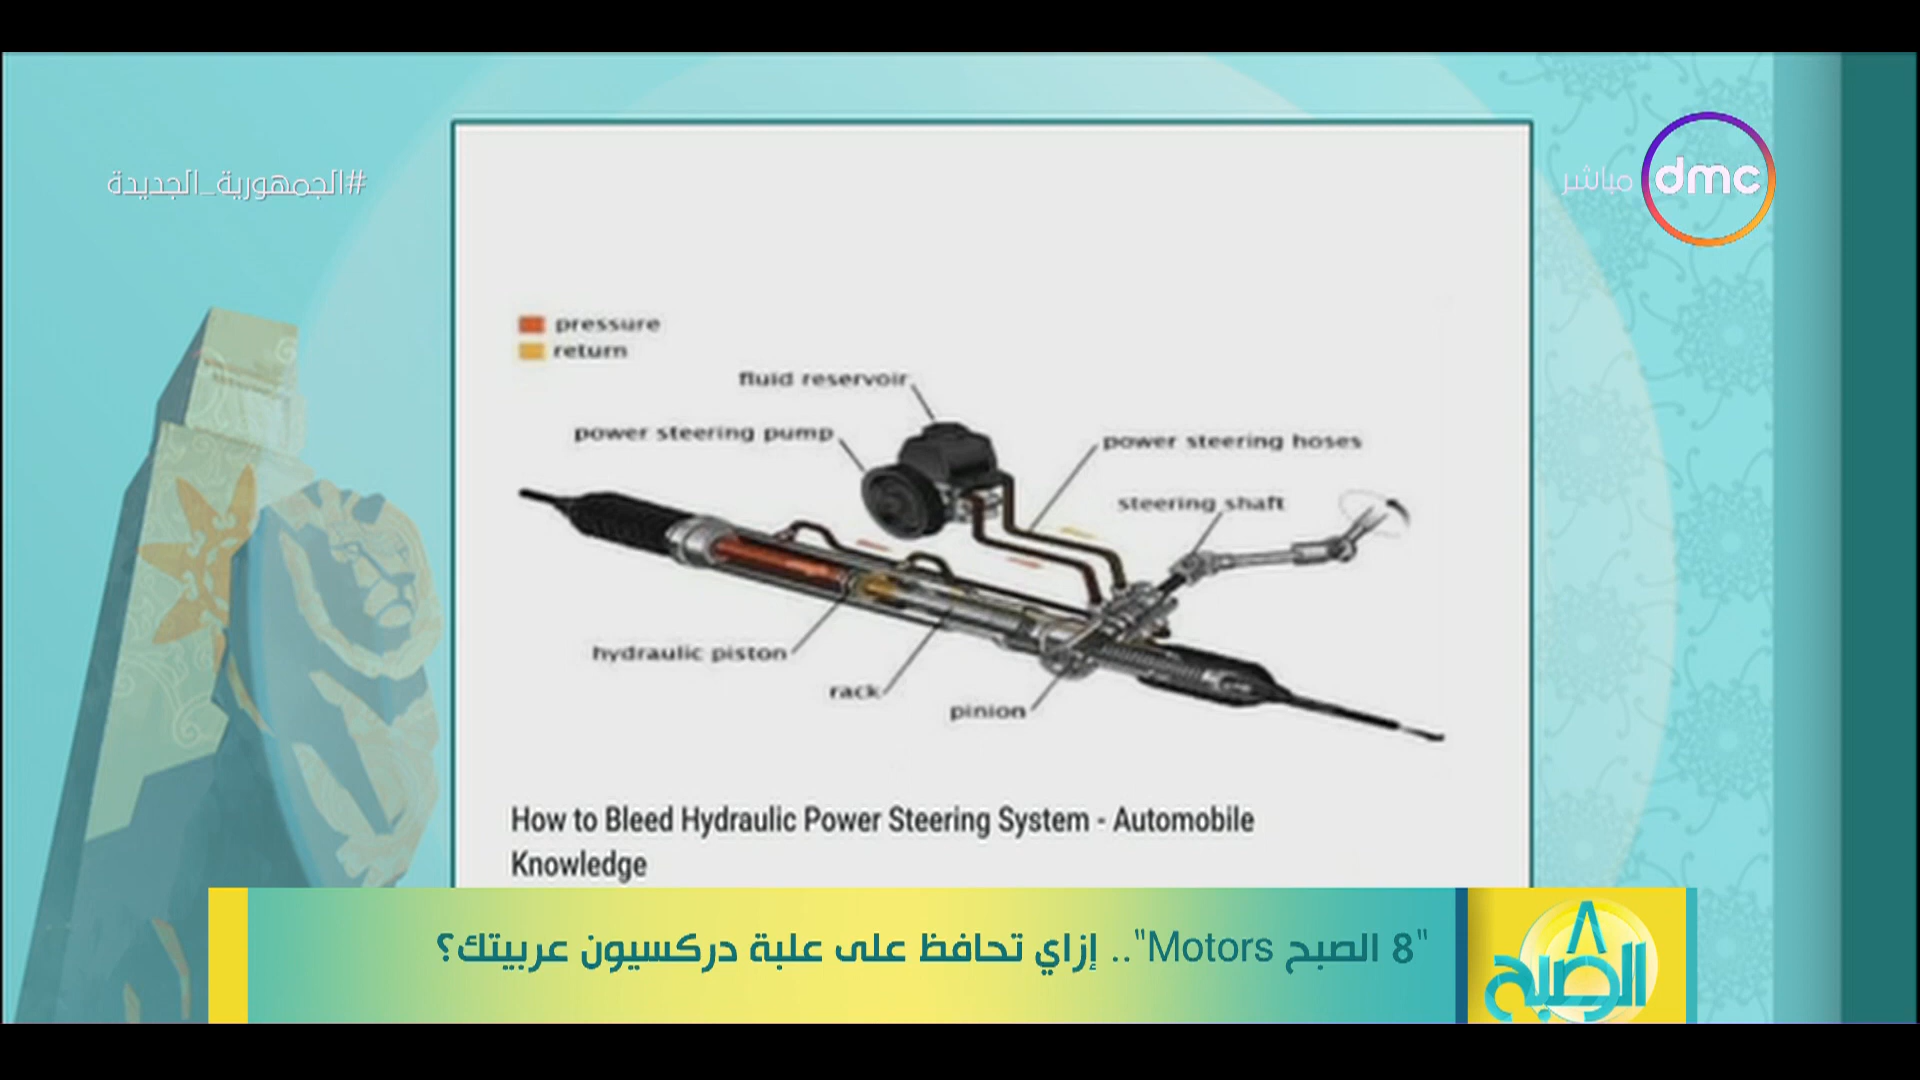 #الجمهورية_الجديدة
مباشر
dmc
pressure
return
fluid reservoir
power steering pump
power steering hoses
steering shaft
hydraulic piston
rack
pinion
How to Bleed Hydraulic Power Steering System - Automobile
Knowledge
"8 الصبح Motors".. إزاي تحافظ على علبة دركسيون عربيتك؟
٨
الصبح